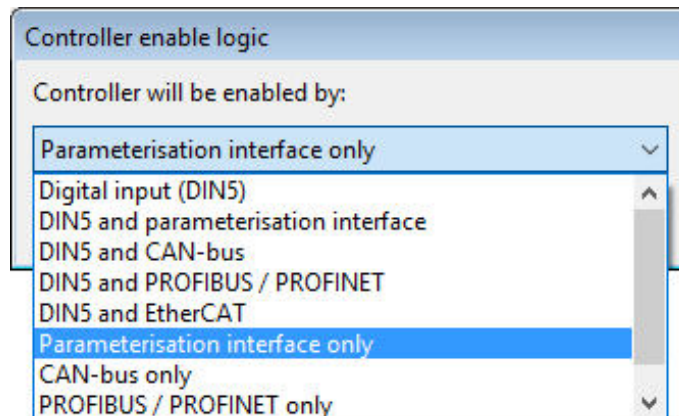 Controller enable logic
Controller will be enabled by:
Parameterisation interface only
Digital input (DIN5)
DIN5 and parameterisation interface
DIN5 and CAN-bus
DIN5 and PROFIBUS / PROFINET
DIN5 and EtherCAT
Parameterisation interface only
CAN-bus only
PROFIBUS / PROFINET only